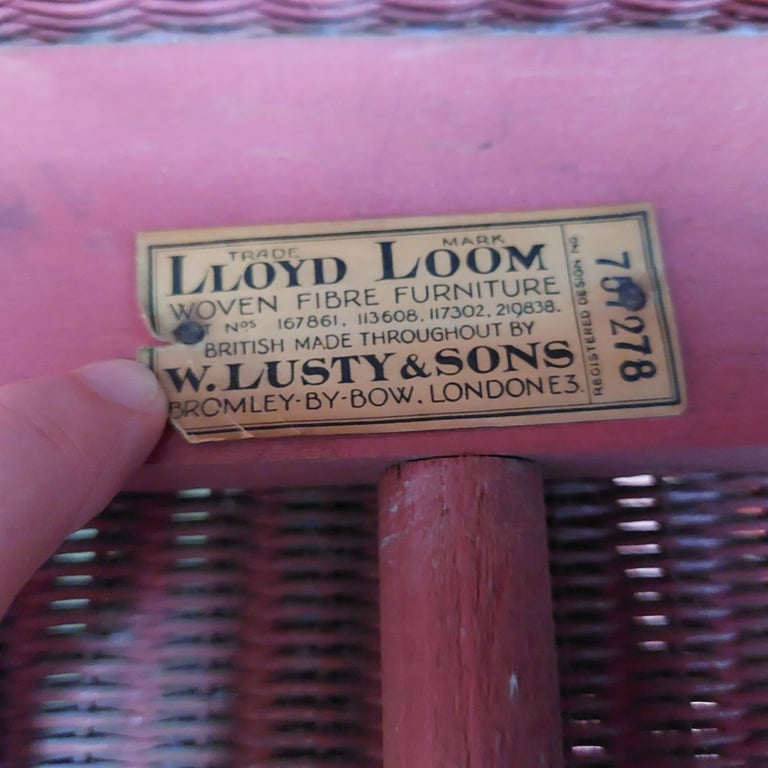 TRADE MARK
LLOYD LOOM
WOVEN FIBRE FURNITURE
T Nos 167861. 113608. 117302. 219838.
BRITISH MADE THROUGHOUT BY
W. LUSTY & SONS
BROMLEY-BY-BOW. LONDON E3.
REGISTERED DESIGN No.